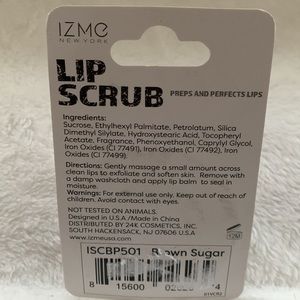 IZME
NEW YORK
LIP
SCRUB
PREPS AND PERFECTS LIPS
Ingredients:
Sucrose, Ethylhexyl Palmitate, Petrolatum, Silica
Dimethyl Silylate, Hydroxystearic Acid, Tocopheryl
Acetate, Fragrance, Phenoxyethanol, Caprylyl Glycol,
Iron Oxides (CI 77491), Iron Oxides (CI 77492), Iron
Oxides (CI 77499)
Directions: Gently massage a small amount across
clean lips to exfoliate and soften skin. Remove with
a damp washcloth and apply lip balm to seal in
moisture.
Warnings: For external use only. Keep out of reach of
children. Avoid contact with eyes.
NOT TESTED ON ANIMALS.
Designed in U.S.A / Made in China
DISTRIBUTED BY 24K COSMETICS, INC.
SOUTH HACKENSACK, NJ 07606 U.S.A
www.izmeusa.com
12M
ISCBP501 Brown Sugar
8 15600